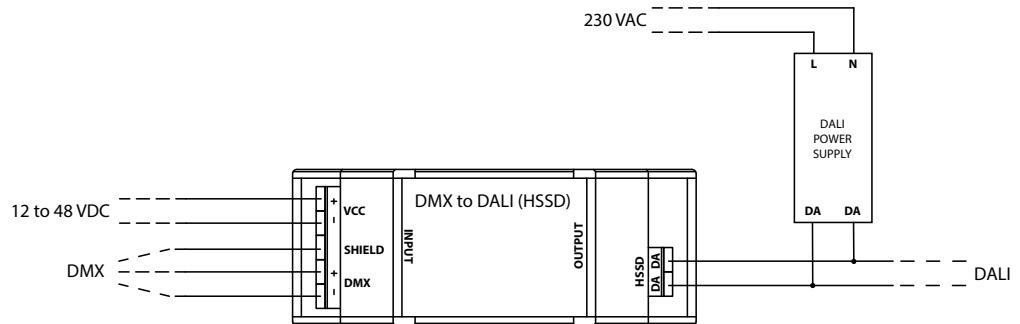 230 VAC
L N
DALI
POWER
SUPPLY
DA DA
DMX to DALI (HSSD)
12 to 48 VDC
+
VCC
–
SHIELD
DMX
+
DMX
–
INPUT
OUTPUT
HSSD
DA
DA
DALI